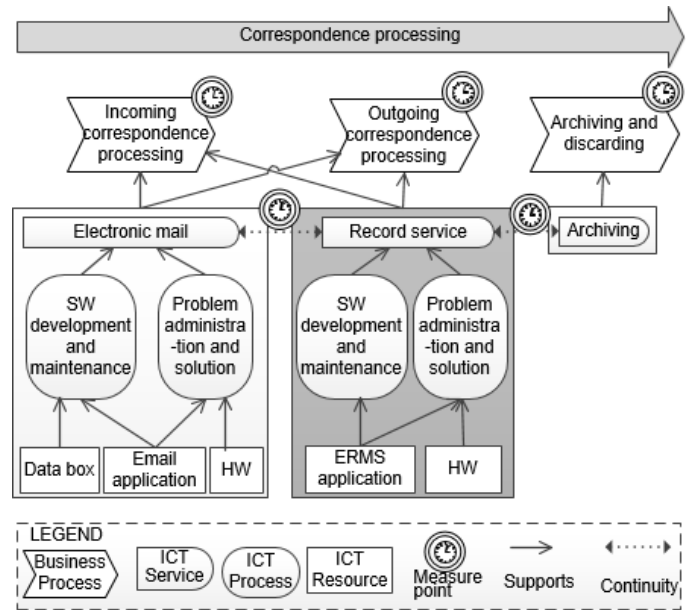 Correspondence processing
Incoming
correspondence
processing
Outgoing
correspondence
processing
Archiving and
discarding
Electronic mail
Record service
Archiving
SW
development
and
maintenance
Problem
administra
-tion and
solution
SW
development
and
maintenance
Problem
administra
-tion and
solution
Data box
Email
application
HW
ERMS
application
HW
LEGEND
Business
Process
ICT
Service
ICT
Process
ICT
Resource
Measure
point
Supports
Continuity